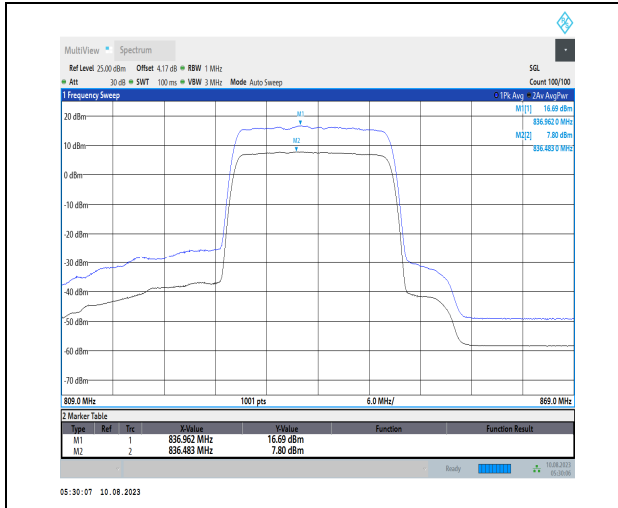 MultiView Spectrum
Ref Level 25.00 dBm Offset 4.17 dB RBW 1 MHz SGL
Att 30 dB SWT 100 ms VBW 3 MHz Mode Auto Sweep Count 100/100
1 Frequency Sweep 1Pk Avg 2Av AvgPwr
M1[1] 16.69 dBm
836.962 0 MHz
M2[2] 7.80 dBm
836.483 0 MHz
M1
M2
20 dBm
10 dBm
0 dBm
-10 dBm
-20 dBm
-30 dBm
-40 dBm
-50 dBm
-60 dBm
-70 dBm
809.0 MHz 1001 pts 6.0 MHz/ 869.0 MHz
2 Marker Table
Type Ref Trc X-Value Y-Value Function Function Result
M1 1 836.962 MHz 16.69 dBm
M2 2 836.483 MHz 7.80 dBm
Ready 10.08.2023
05:30:06
05:30:07 10.08.2023